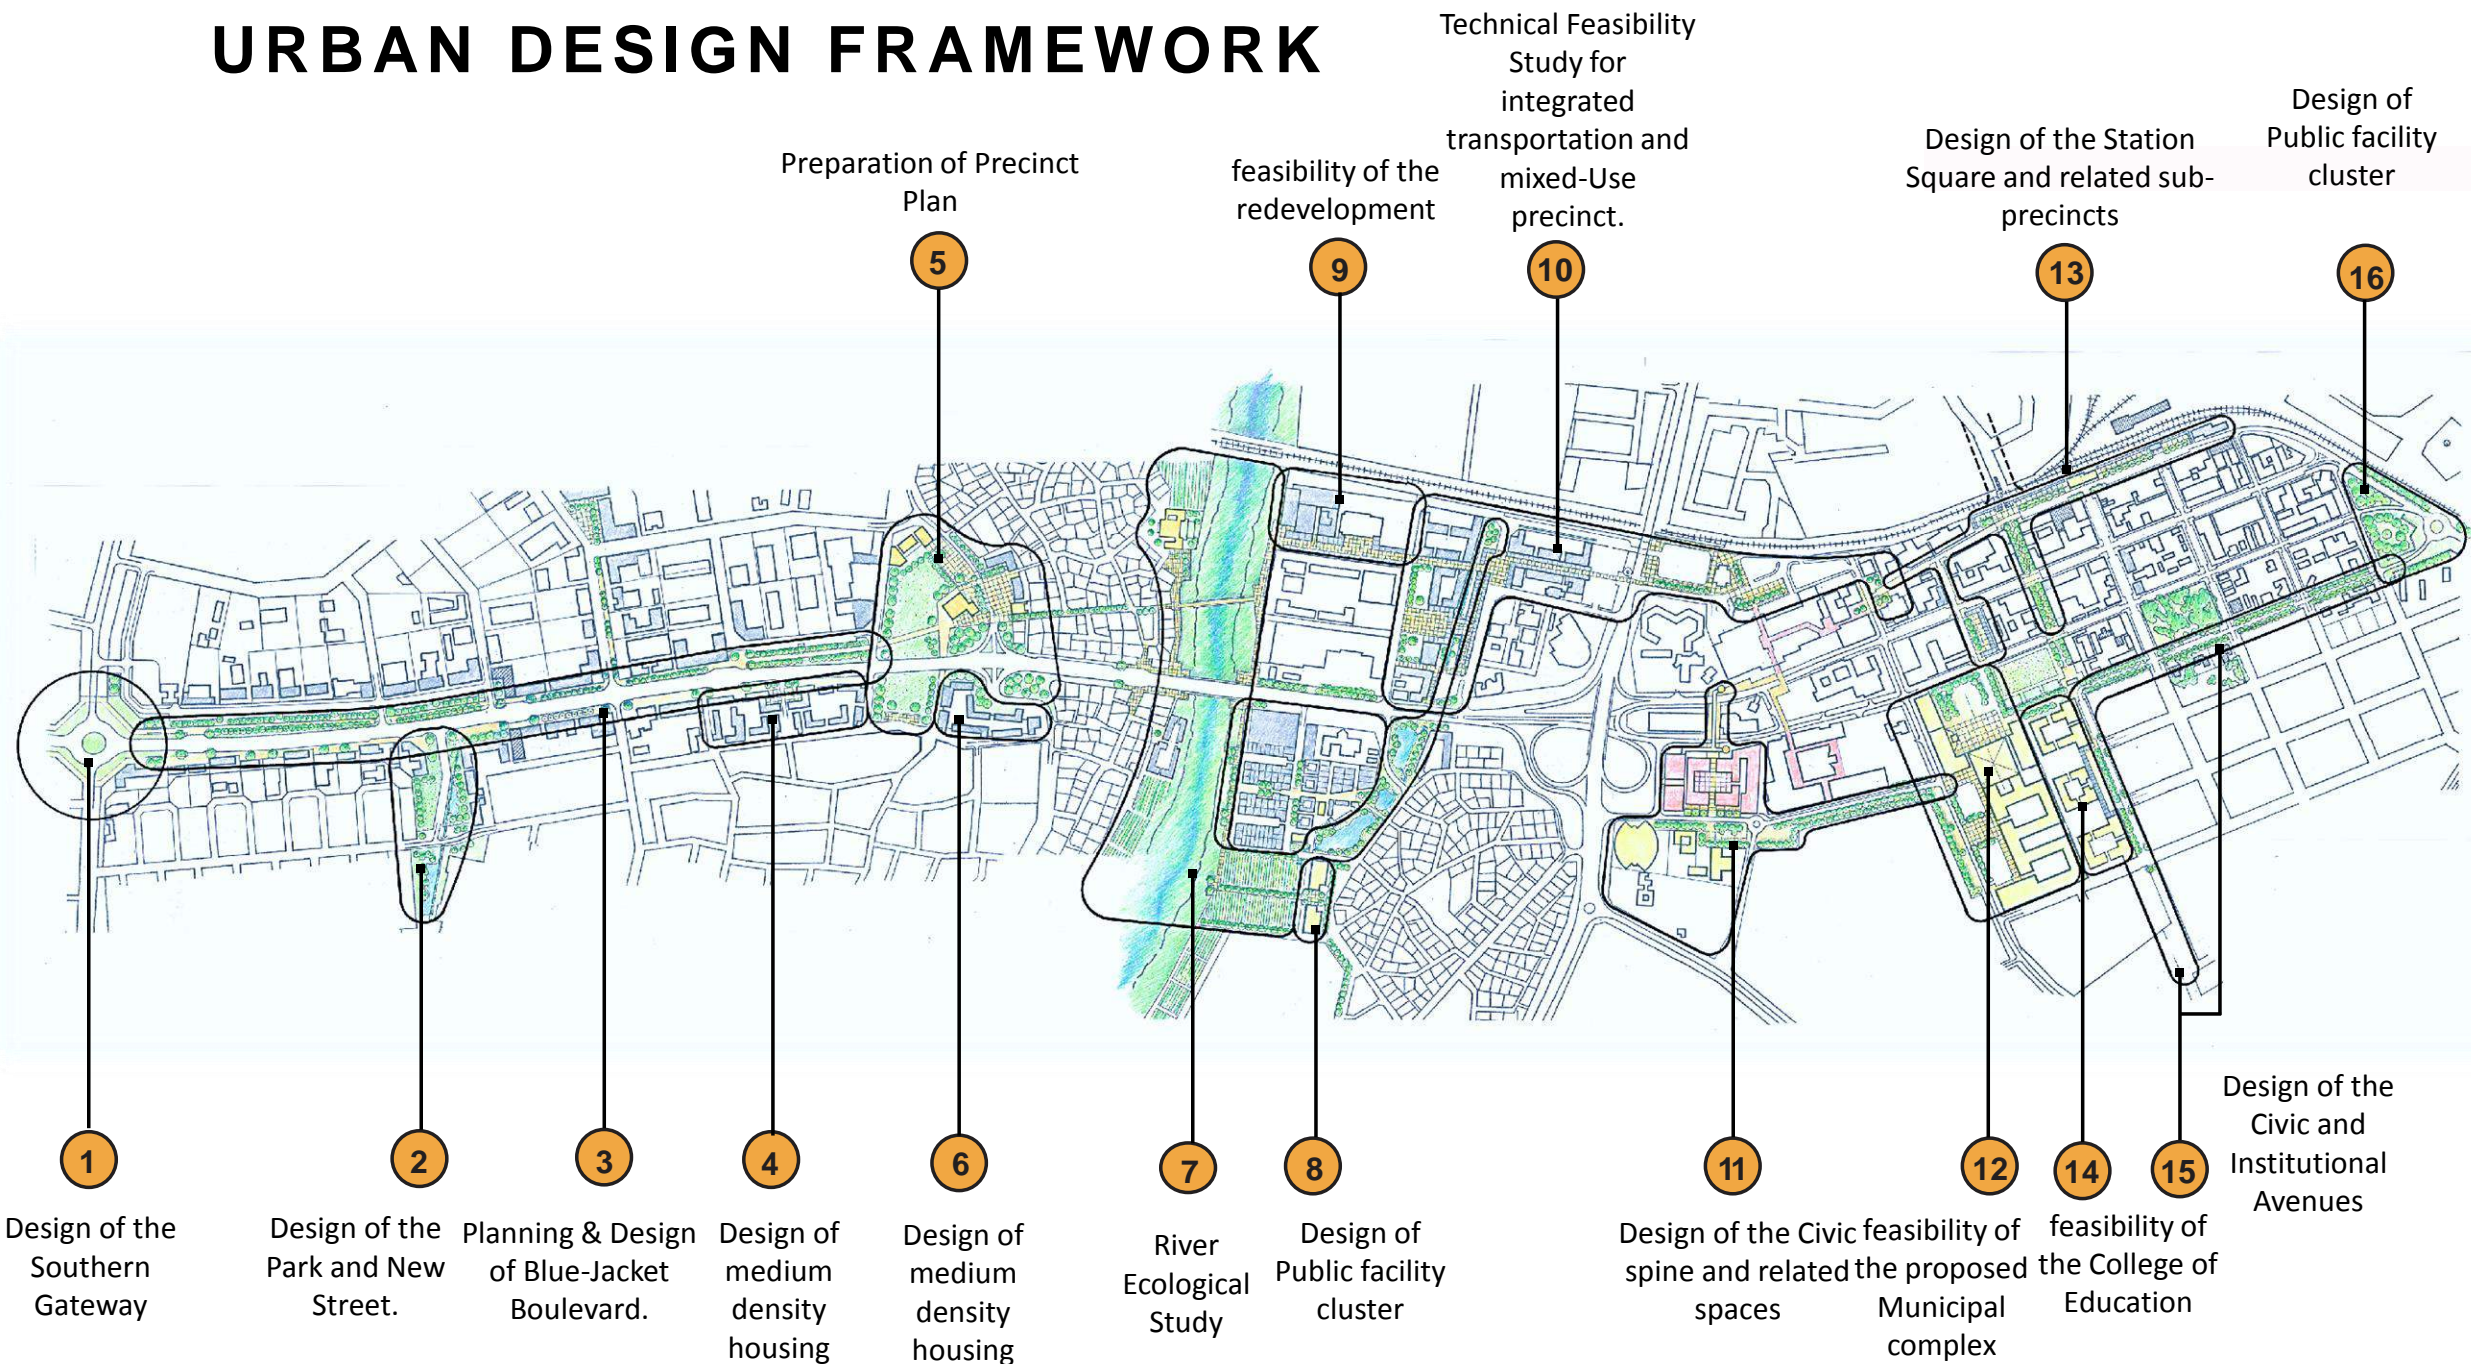 URBAN DESIGN FRAMEWORK
Technical Feasibility
Study for
integrated
transportation and
mixed-Use
precinct.
Design of
Public facility
cluster
Design of the Station
Square and related sub-
precincts
Preparation of Precinct
Plan
feasibility of the
redevelopment
5
9
10
13
16
1
2
3
4
6
7
8
11
12
14
15
Design of the
Civic and
Institutional
Avenues
Design of the
Southern
Gateway
Design of the
Park and New
Street.
Planning & Design
of Blue-Jacket
Boulevard.
Design of
medium
density
housing
Design of
medium
density
housing
River
Ecological
Study
Design of
Public facility
cluster
Design of the Civic
spine and related
spaces
feasibility of
the proposed
Municipal
complex
feasibility of
the College of
Education